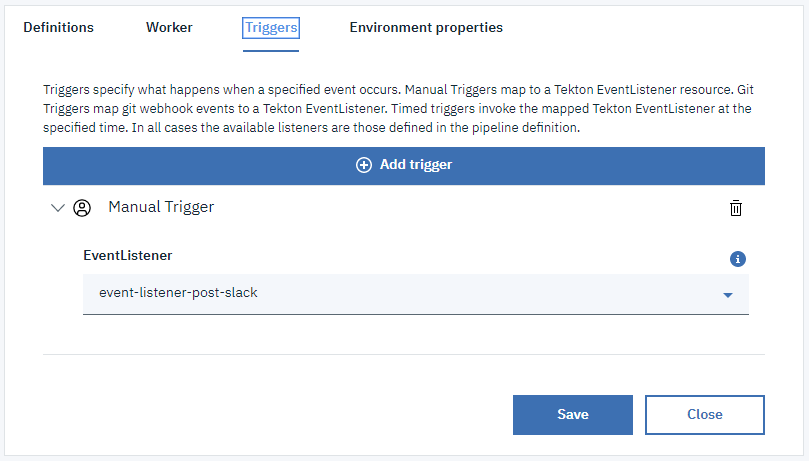 Definitions Worker Triggers Environment properties
Triggers specify what happens when a specified event occurs. Manual Triggers map to a Tekton EventListener resource. Git
Triggers map git webhook events to a Tekton EventListener. Timed triggers invoke the mapped Tekton EventListener at the
specified time. In all cases the available listeners are those defined in the pipeline definition.
Add trigger
Manual Trigger
EventListener
event-listener-post-slack
Save Close